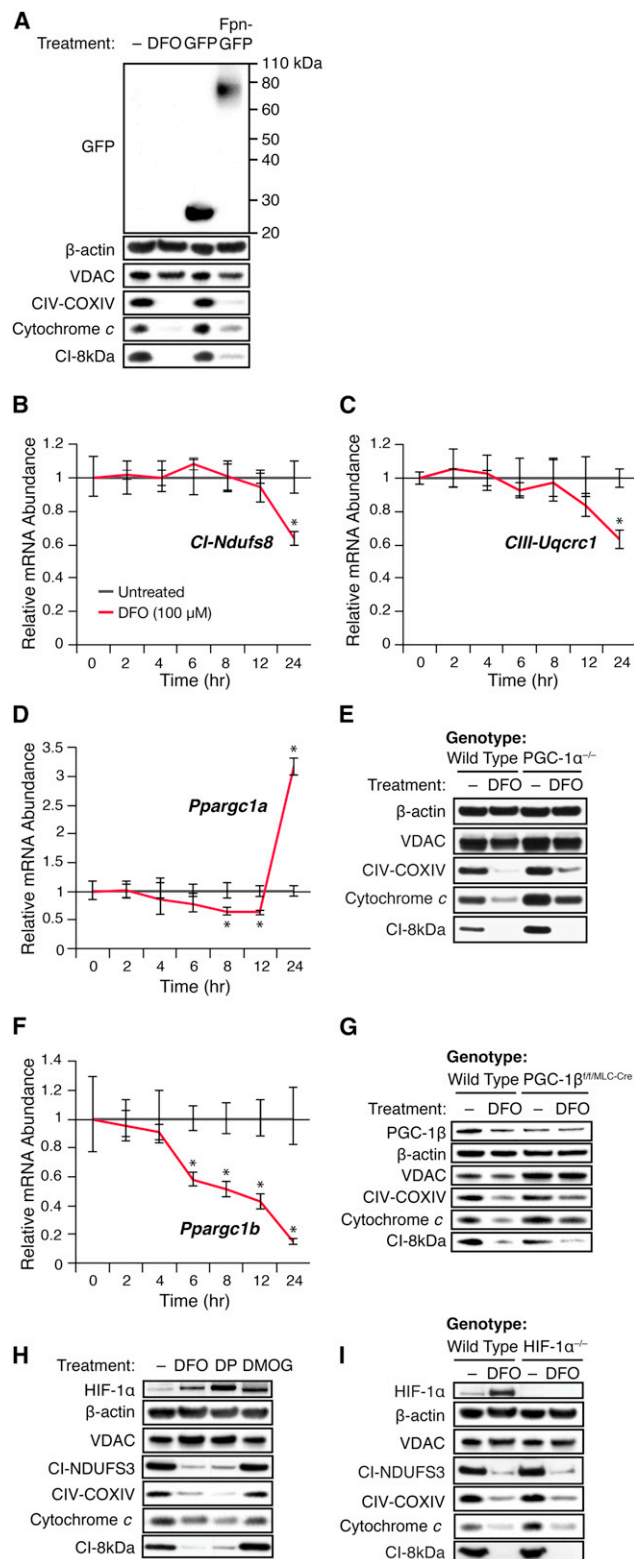 A
Fpn-
Treatment: – DFO GFP GFP
110 kDa
80
60
50
40
30
20
GFP
β-actin
VDAC
CIV-COXIV
Cytochrome c
CI-8kDa
B
Relative mRNA Abundance
1.2
1
0.8
0.6
0.4
0.2
0
CI-Ndufs8
*
Untreated
DFO (100 μM)
0 2 4 6 8 12 24
Time (hr)
C
Relative mRNA Abundance
1.2
1
0.8
0.6
0.4
0.2
0
CIII-Uqcrc1
*
0 2 4 6 8 12 24
Time (hr)
D
Relative mRNA Abundance
3.5
3
2.5
2
1.5
1
0.5
0
Ppargc1a
*
* *
0 2 4 6 8 12 24
Time (hr)
E
Genotype:
Wild Type PGC-1α–/–
Treatment: – DFO – DFO
β-actin
VDAC
CIV-COXIV
Cytochrome c
CI-8kDa
F
Relative mRNA Abundance
1.4
1.2
1
0.8
0.6
0.4
0.2
0
* * * *
Ppargc1b
0 2 4 6 8 12 24
Time (hr)
G
Genotype:
Wild Type PGC-1βf/f/MLC-Cre
Treatment: – DFO – DFO
PGC-1β
β-actin
VDAC
CIV-COXIV
Cytochrome c
CI-8kDa
H
Treatment: – DFO DP DMOG
HIF-1α
β-actin
VDAC
CI-NDUFS3
CIV-COXIV
Cytochrome c
CI-8kDa
I
Genotype:
Wild Type HIF-1α–/–
Treatment: – DFO – DFO
HIF-1α
β-actin
VDAC
CI-NDUFS3
CIV-COXIV
Cytochrome c
CI-8kDa